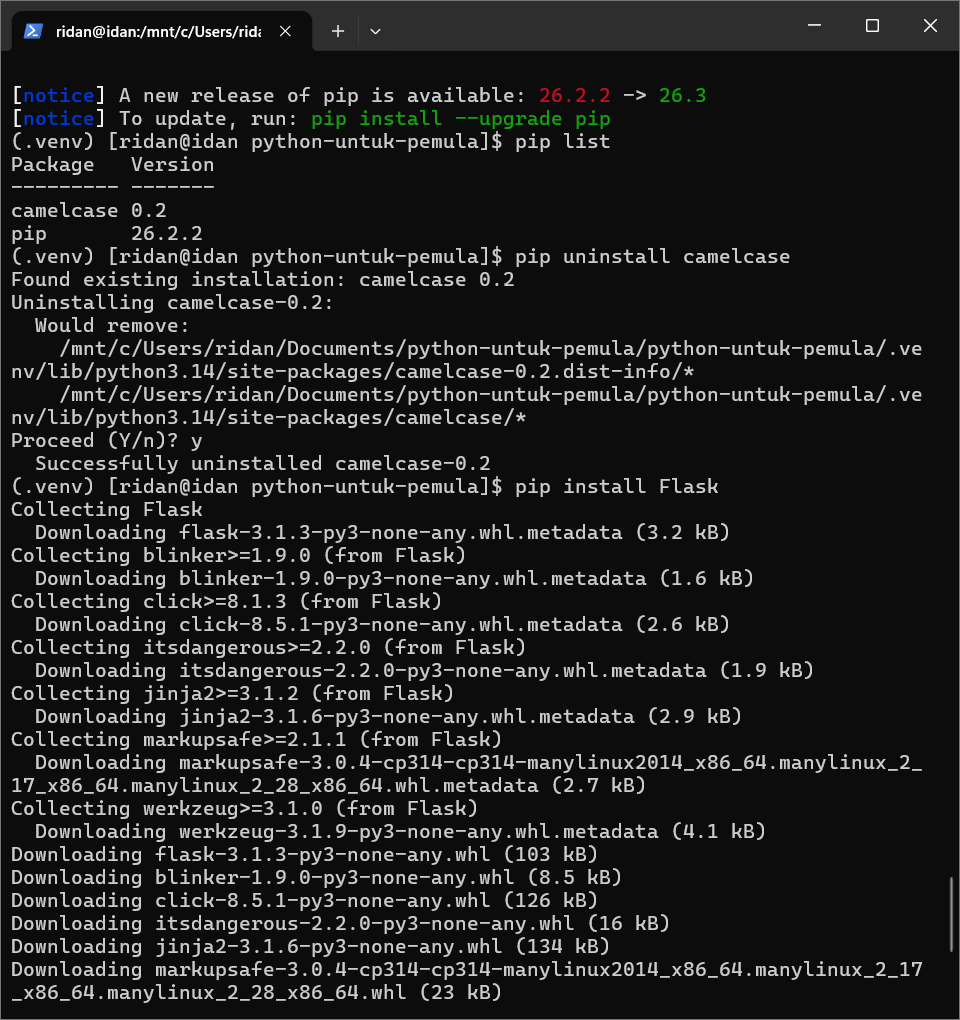 ridan@idan:/mnt/c/Users/rida
[notice] A new release of pip is available: 26.2.2 -> 26.3
[notice] To update, run: pip install --upgrade pip
(.venv) [ridan@idan python-untuk-pemula]$ pip list
Package   Version
--------- -------
camelcase 0.2
pip       26.2.2
(.venv) [ridan@idan python-untuk-pemula]$ pip uninstall camelcase
Found existing installation: camelcase 0.2
Uninstalling camelcase-0.2:
  Would remove:
    /mnt/c/Users/ridan/Documents/python-untuk-pemula/python-untuk-pemula/.ve
nv/lib/python3.14/site-packages/camelcase-0.2.dist-info/*
    /mnt/c/Users/ridan/Documents/python-untuk-pemula/python-untuk-pemula/.ve
nv/lib/python3.14/site-packages/camelcase/*
Proceed (Y/n)? y
  Successfully uninstalled camelcase-0.2
(.venv) [ridan@idan python-untuk-pemula]$ pip install Flask
Collecting Flask
  Downloading flask-3.1.3-py3-none-any.whl.metadata (3.2 kB)
Collecting blinker>=1.9.0 (from Flask)
  Downloading blinker-1.9.0-py3-none-any.whl.metadata (1.6 kB)
Collecting click>=8.1.3 (from Flask)
  Downloading click-8.5.1-py3-none-any.whl.metadata (2.6 kB)
Collecting itsdangerous>=2.2.0 (from Flask)
  Downloading itsdangerous-2.2.0-py3-none-any.whl.metadata (1.9 kB)
Collecting jinja2>=3.1.2 (from Flask)
  Downloading jinja2-3.1.6-py3-none-any.whl.metadata (2.9 kB)
Collecting markupsafe>=2.1.1 (from Flask)
  Downloading markupsafe-3.0.4-cp314-cp314-manylinux2014_x86_64.manylinux_2_
17_x86_64.manylinux_2_28_x86_64.whl.metadata (2.7 kB)
Collecting werkzeug>=3.1.0 (from Flask)
  Downloading werkzeug-3.1.9-py3-none-any.whl.metadata (4.1 kB)
Downloading flask-3.1.3-py3-none-any.whl (103 kB)
Downloading blinker-1.9.0-py3-none-any.whl (8.5 kB)
Downloading click-8.5.1-py3-none-any.whl (126 kB)
Downloading itsdangerous-2.2.0-py3-none-any.whl (16 kB)
Downloading jinja2-3.1.6-py3-none-any.whl (134 kB)
Downloading markupsafe-3.0.4-cp314-cp314-manylinux2014_x86_64.manylinux_2_17
_x86_64.manylinux_2_28_x86_64.whl (23 kB)